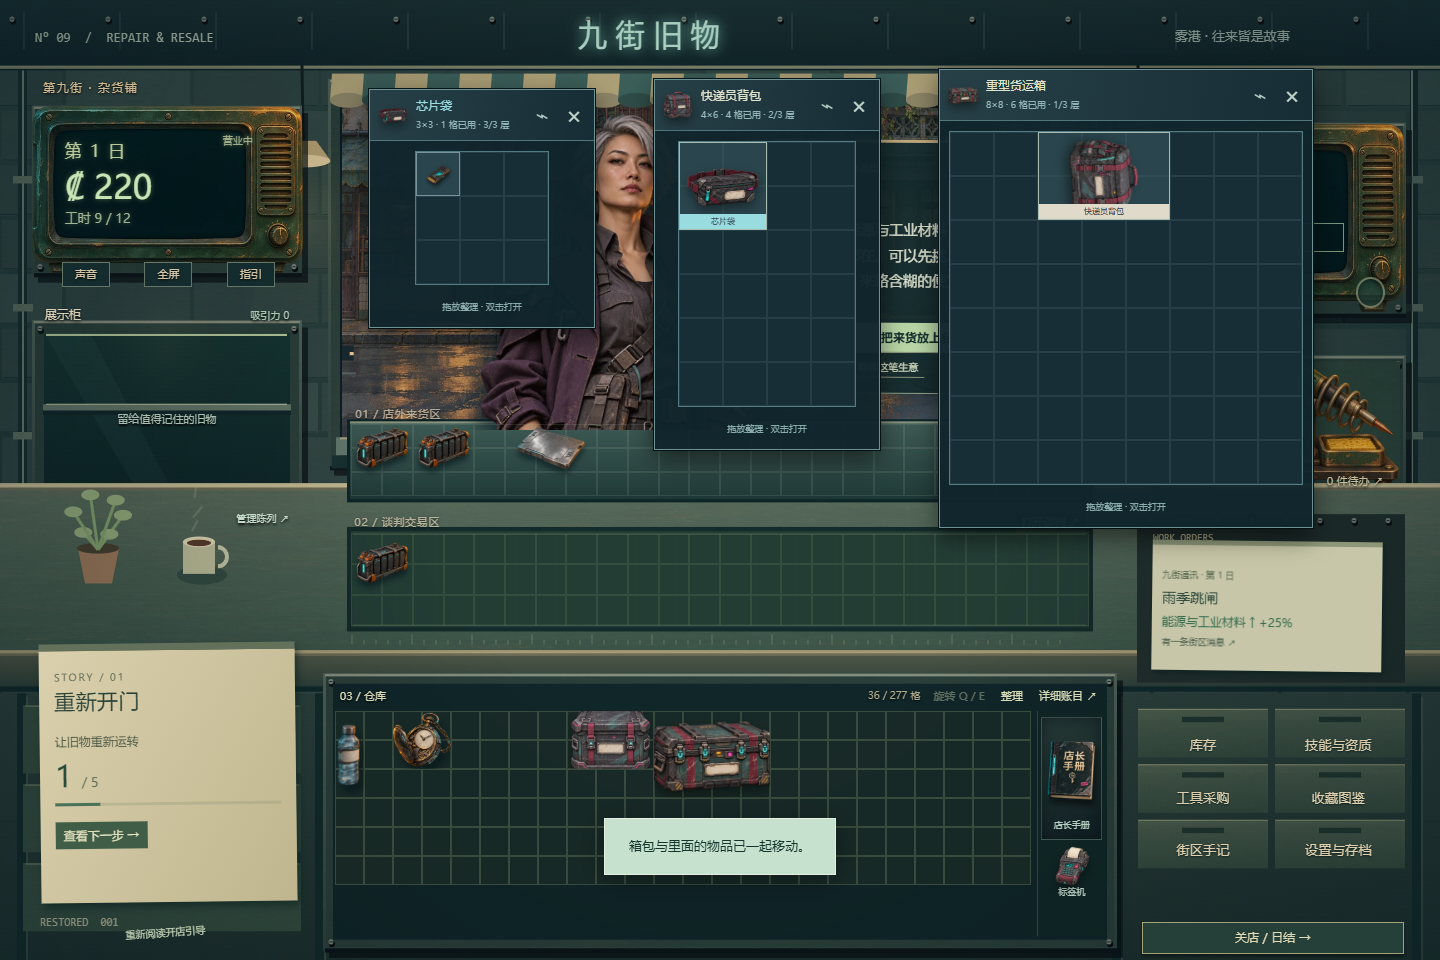 Nº 09 / REPAIR & RESALE
九街旧物
雾港 · 往来皆是故事
第九街 · 杂货铺
第 1 日
营业中
₡ 220
工时 9 / 12
声音
全屏
指引
展示柜
吸引力 0
留给值得记住的旧物
管理陈列 ↗
芯片袋
3×3 · 1 格已用 · 3/3 层
拖放整理 · 双击打开
快递员背包
4×6 · 4 格已用 · 2/3 层
芯片袋
拖放整理 · 双击打开
重型货运箱
8×8 · 6 格已用 · 1/3 层
快递员背包
拖放整理 · 双击打开
与工业材料
可以先
含糊的
把来货放上
这笔生意
01 / 店外来货区
02 / 谈判交易区
0 件待办 ↗
WORK ORDERS
九街通讯 · 第 1 日
雨季跳闸
能源与工业材料 ↑ +25%
有一条街区消息 ↗
STORY / 01
重新开门
让旧物重新运转
1 / 5
查看下一步 →
RESTORED 001
重新阅读开店引导
03 / 仓库
36 / 277 格
旋转 Q / E
整理
详细账目 ↗
店长手册
店长手册
标签机
箱包与里面的物品已一起移动。
库存
技能与资质
工具采购
收藏图鉴
街区手记
设置与存档
关店 / 日结 →